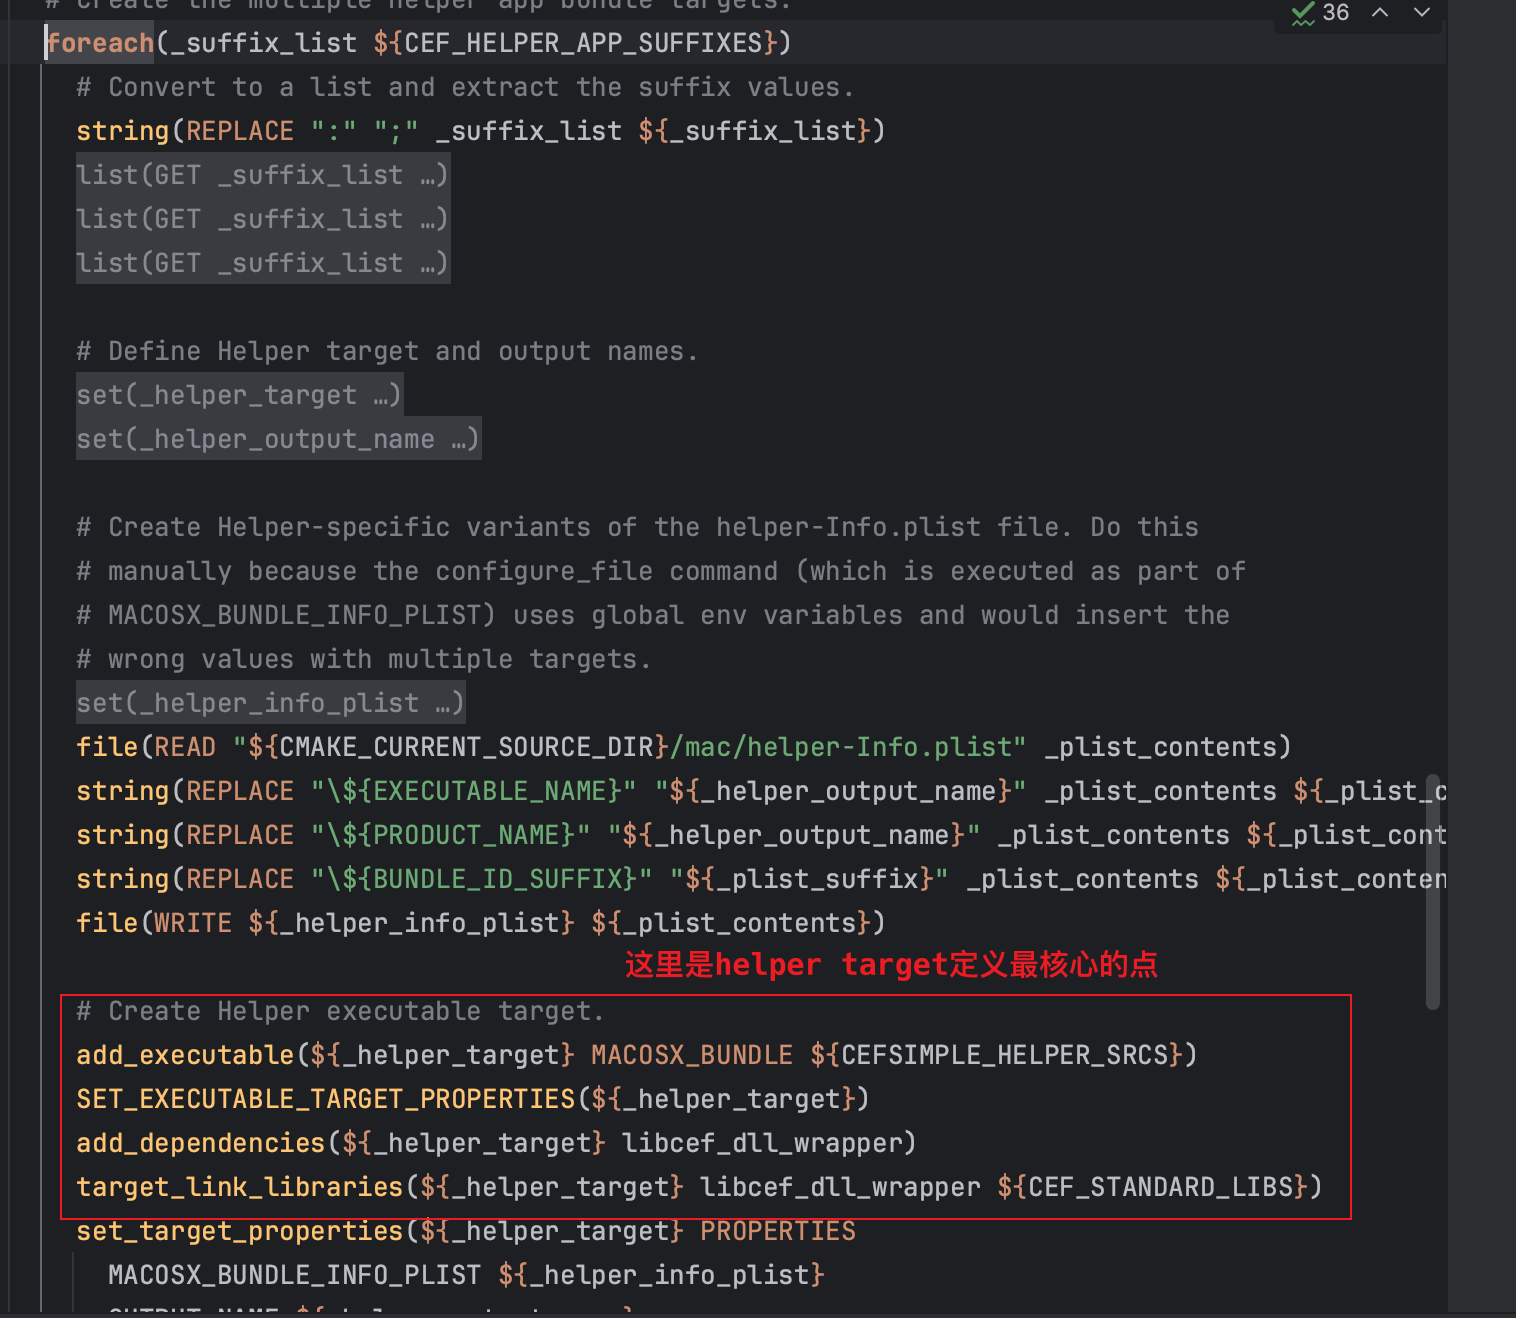 # Create the multiple Helper app bundle targets.
36
foreach(_suffix_list ${CEF_HELPER_APP_SUFFIXES})
# Convert to a list and extract the suffix values.
string(REPLACE ":" ";" _suffix_list ${_suffix_list})
list(GET _suffix_list …)
list(GET _suffix_list …)
list(GET _suffix_list …)
# Define Helper target and output names.
set(_helper_target …)
set(_helper_output_name …)
# Create Helper-specific variants of the helper-Info.plist file. Do this
# manually because the configure_file command (which is executed as part of
# MACOSX_BUNDLE_INFO_PLIST) uses global env variables and would insert the
# wrong values with multiple targets.
set(_helper_info_plist …)
file(READ "${CMAKE_CURRENT_SOURCE_DIR}/mac/helper-Info.plist" _plist_contents)
string(REPLACE "\${EXECUTABLE_NAME}" "${_helper_output_name}" _plist_contents ${_plist_c
string(REPLACE "\${PRODUCT_NAME}" "${_helper_output_name}" _plist_contents ${_plist_cont
string(REPLACE "\${BUNDLE_ID_SUFFIX}" "${_plist_suffix}" _plist_contents ${_plist_conten
file(WRITE ${_helper_info_plist} ${_plist_contents})
这里是helper target定义最核心的点
# Create Helper executable target.
add_executable(${_helper_target} MACOSX_BUNDLE ${CEFSIMPLE_HELPER_SRCS})
SET_EXECUTABLE_TARGET_PROPERTIES(${_helper_target})
add_dependencies(${_helper_target} libcef_dll_wrapper)
target_link_libraries(${_helper_target} libcef_dll_wrapper ${CEF_STANDARD_LIBS})
set_target_properties(${_helper_target} PROPERTIES
MACOSX_BUNDLE_INFO_PLIST ${_helper_info_plist}